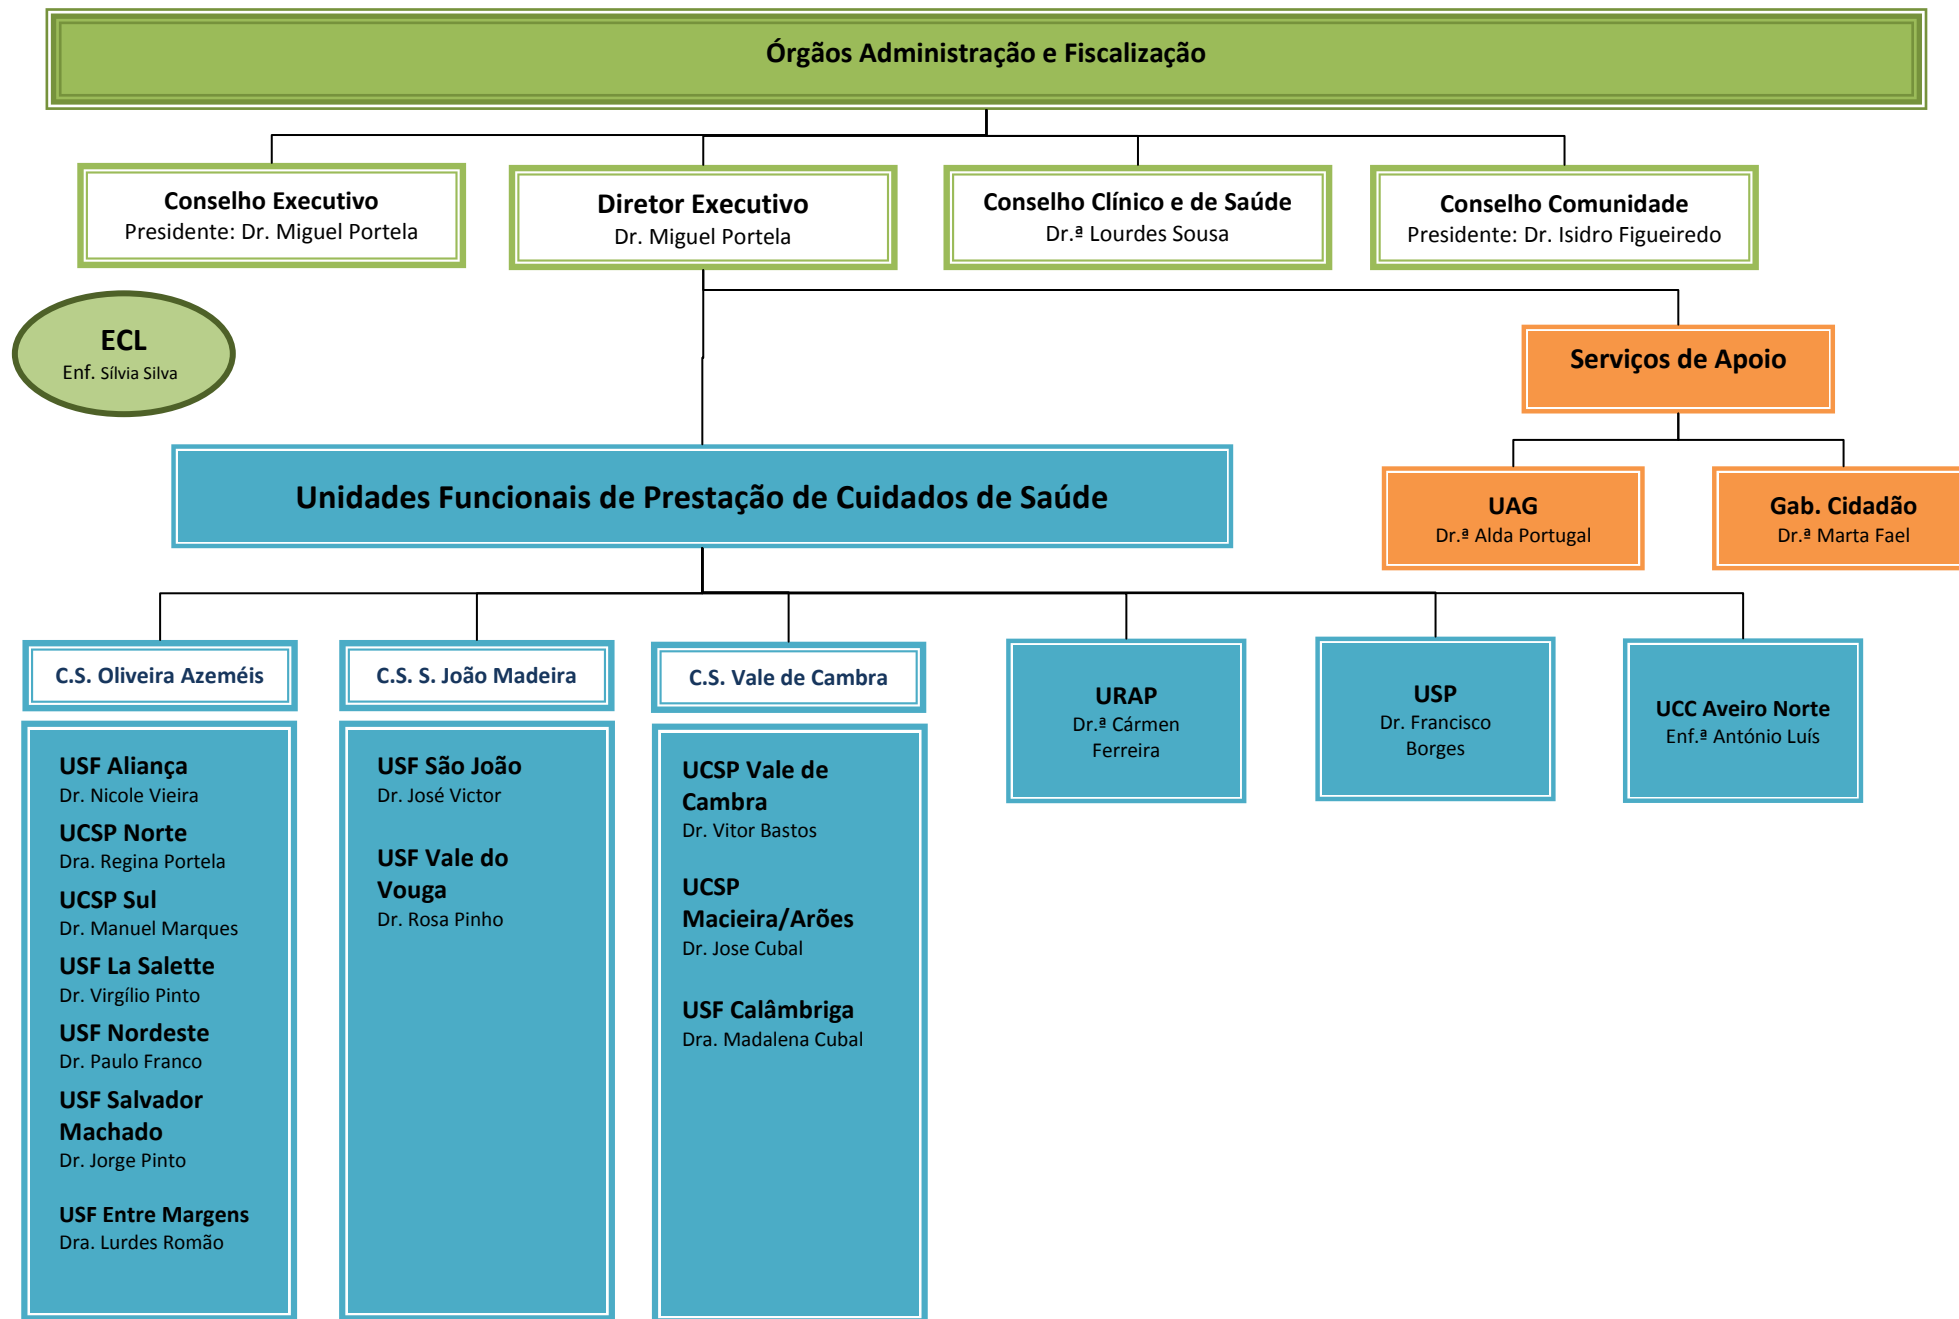 Órgãos Administração e Fiscalização
Conselho Executivo
Presidente: Dr. Miguel Portela
Diretor Executivo
Dr. Miguel Portela
Conselho Clínico e de Saúde
Dr.ª Lourdes Sousa
Conselho Comunidade
Presidente: Dr. Isidro Figueiredo
ECL
Enf. Sílvia Silva
Serviços de Apoio
UAG
Dr.ª Alda Portugal
Gab. Cidadão
Dr.ª Marta Fael
Unidades Funcionais de Prestação de Cuidados de Saúde
C.S. Oliveira Azeméis
USF Aliança
Dr. Nicole Vieira
UCSP Norte
Dra. Regina Portela
UCSP Sul
Dr. Manuel Marques
USF La Salette
Dr. Virgílio Pinto
USF Nordeste
Dr. Paulo Franco
USF Salvador
Machado
Dr. Jorge Pinto
USF Entre Margens
Dra. Lurdes Romão
C.S. S. João Madeira
USF São João
Dr. José Victor
USF Vale do
Vouga
Dr. Rosa Pinho
C.S. Vale de Cambra
UCSP Vale de
Cambra
Dr. Vitor Bastos
UCSP
Macieira/Arões
Dr. Jose Cubal
USF Calâmbriga
Dra. Madalena Cubal
URAP
Dr.ª Cármen
Ferreira
USP
Dr. Francisco
Borges
UCC Aveiro Norte
Enf.ª António Luís